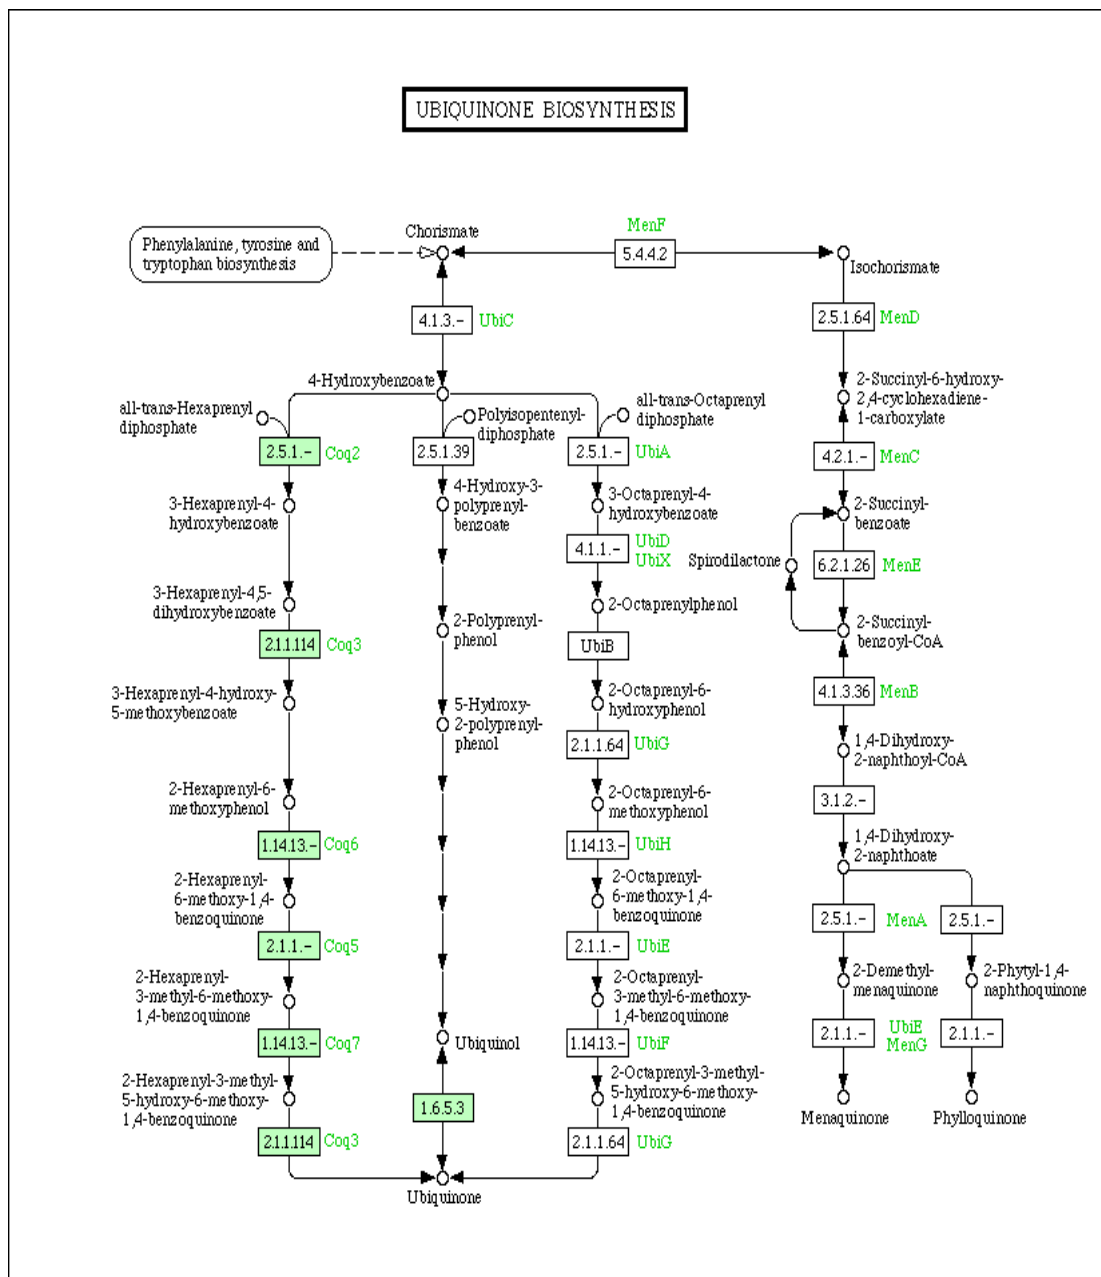 UBIQUINONE BIOSYNTHESIS
Phenylalanine, tyrosine and
tryptophan biosynthesis
Chorismate
MenF
5.4.4.2
Isochorismate
4.1.3.-
UbiC
2.5.1.64
MenD
4-Hydroxybenzoate
2-Succinyl-6-hydroxy-
2,4-cyclohexadiene-
1-carboxylate
all-trans-Hexaprenyl
diphosphate
Polyisopentenyl-
diphosphate
all-trans-Octaprenyl
diphosphate
2.5.1.-
Coq2
2.5.1.39
2.5.1.-
UbiA
4.2.1.-
MenC
3-Hexaprenyl-4-
hydroxybenzoate
4-Hydroxy-3-
polyprenyl-
benzoate
3-Octaprenyl-4-
hydroxybenzoate
2-Succinyl-
benzoate
4.1.1.-
UbiD
UbiX
Spirodilactone
6.2.1.26
MenE
3-Hexaprenyl-4,5-
dihydroxybenzoate
2-Polyprenyl-
phenol
2-Octaprenylphenol
2-Succinyl-
benzoyl-CoA
2.1.1.114
Coq3
UbiB
4.1.3.36
MenB
3-Hexaprenyl-4-hydroxy-
5-methoxybenzoate
5-Hydroxy-
2-polyprenyl-
phenol
2-Octaprenyl-6-
hydroxyphenol
2.1.1.64
UbiG
1,4-Dihydroxy-
2-naphthoyl-CoA
2-Hexaprenyl-6-
methoxyphenol
2-Octaprenyl-6-
methoxyphenol
3.1.2.-
1.14.13.-
Coq6
1.14.13.-
UbiH
1,4-Dihydroxy-
2-naphthoate
2-Hexaprenyl-
6-methoxy-1,4-
benzoquinone
2-Octaprenyl-
6-methoxy-1,4-
benzoquinone
2.5.1.-
MenA
2.5.1.-
2.1.1.-
Coq5
2.1.1.-
UbiE
2-Hexaprenyl-
3-methyl-6-methoxy-
1,4-benzoquinone
2-Octaprenyl-
3-methyl-6-methoxy-
1,4-benzoquinone
2-Demethyl-
menaquinone
2-Phytyl-1,4-
naphthoquinone
1.14.13.-
Coq7
Ubiquinol
1.14.13.-
UbiF
2.1.1.-
UbiE
MenG
2.1.1.-
2-Hexaprenyl-3-methyl-
5-hydroxy-6-methoxy-
1,4-benzoquinone
1.6.5.3
2-Octaprenyl-3-methyl-
5-hydroxy-6-methoxy-
1,4-benzoquinone
Menaquinone
Phylloquinone
2.1.1.114
Coq3
2.1.1.64
UbiG
Ubiquinone